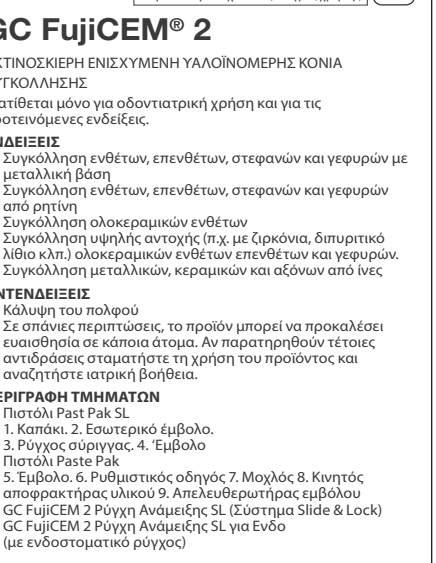 GC FujiCEM® 2
ΚΤΙΝΟΣΚΙΕΡΗ ΕΝΙΣΧΥΜΕΝΗ ΥΑΛΟΪΝΟΜΕΡΗΣ ΚΟΝΙΑ
ΥΓΚΟΛΛΗΣΗΣ
ατίθεται μόνο για οδοντιατρική χρήση και για τις
οτεινόμενες ενδείξεις.
ΝΔΕΙΞΕΙΣ
Συγκόλληση ενθέτων, επενθέτων, στεφανών και γεφυρών με
μεταλλική βάση
Συγκόλληση ενθέτων, επενθέτων, στεφανών και γεφυρών
από ρητίνη
Συγκόλληση ολοκεραμικών ενθέτων
Συγκόλληση υψηλής αντοχής (π.χ. με ζιρκόνια, διπυριτικό
λίθιο κλπ.) ολοκεραμικών ενθέτων επενθέτων και γεφυρών.
Συγκόλληση μεταλλικών, κεραμικών και αξόνων από ίνες
ΝΤΕΝΔΕΙΞΕΙΣ
Κάλυψη του πολφού
Σε σπάνιες περιπτώσεις, το προϊόν μπορεί να προκαλέσει
ευαισθησία σε κάποια άτομα. Αν παρατηρηθούν τέτοιες
αντιδράσεις σταματήστε τη χρήση του προϊόντος και
αναζητήστε ιατρική βοήθεια.
ΕΡΙΓΡΑΦΗ ΤΜΗΜΑΤΩΝ
Πιστόλι Past Pak SL
1. Καπάκι. 2. Εσωτερικό έμβολο.
3. Ρύγχος σύριγγας. 4. ‘Εμβολο
Πιστόλι Paste Pak
5. Έμβολο. 6. Ρυθμιστικός οδηγός 7. Μοχλός 8. Κινητός
αποφρακτήρας υλικού 9. Απελευθερωτήρας εμβόλου
GC FujiCEM 2 Ρύγχη Ανάμειξης SL (Σύστημα Slide & Lock)
GC FujiCEM 2 Ρύγχη Ανάμειξης SL για Ενδο
(με ενδοστοματικό ρύγχος)